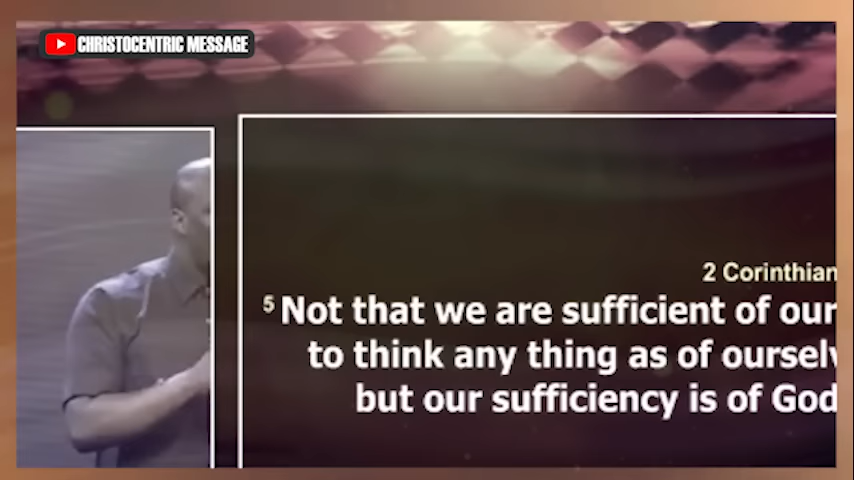 CHRISTOCENTRIC MESSAGE
2 Corinthian
5 Not that we are sufficient of our
to think any thing as of ourselv
but our sufficiency is of God